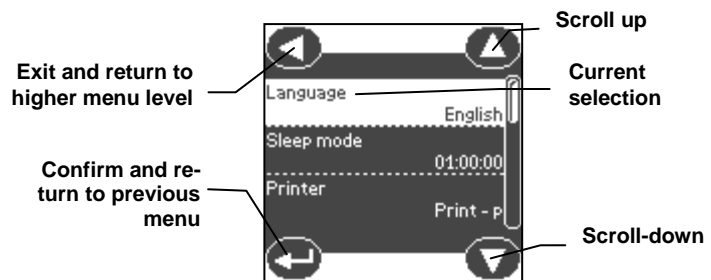 Scroll up
Exit and return to
higher menu level
Current
selection
Language
English
Sleep mode
01:00:00
Printer
Print - p
Confirm and re-
turn to previous
menu
Scroll-down